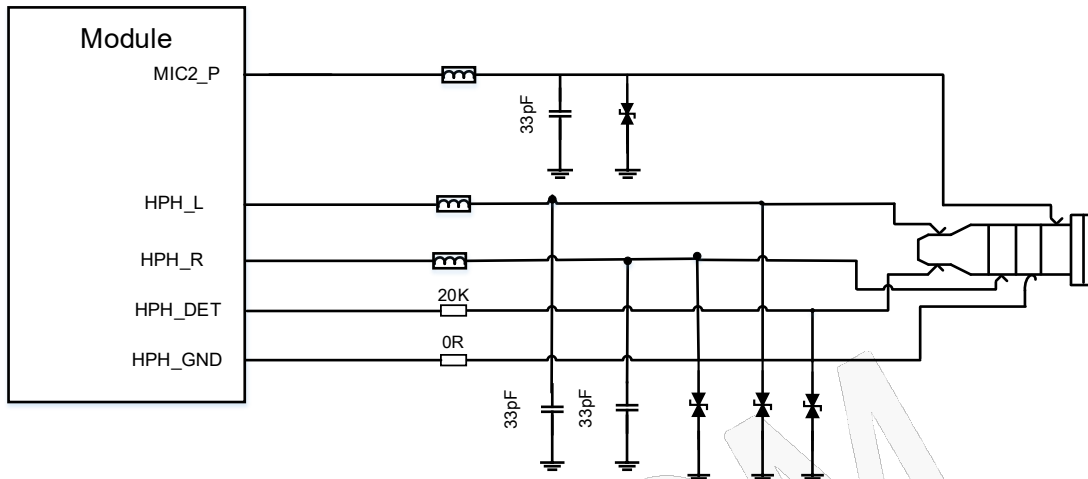 Module
MIC2_P
33pF
HPH_L
HPH_R
HPH_DET
20K
HPH_GND
0R
33pF
33pF